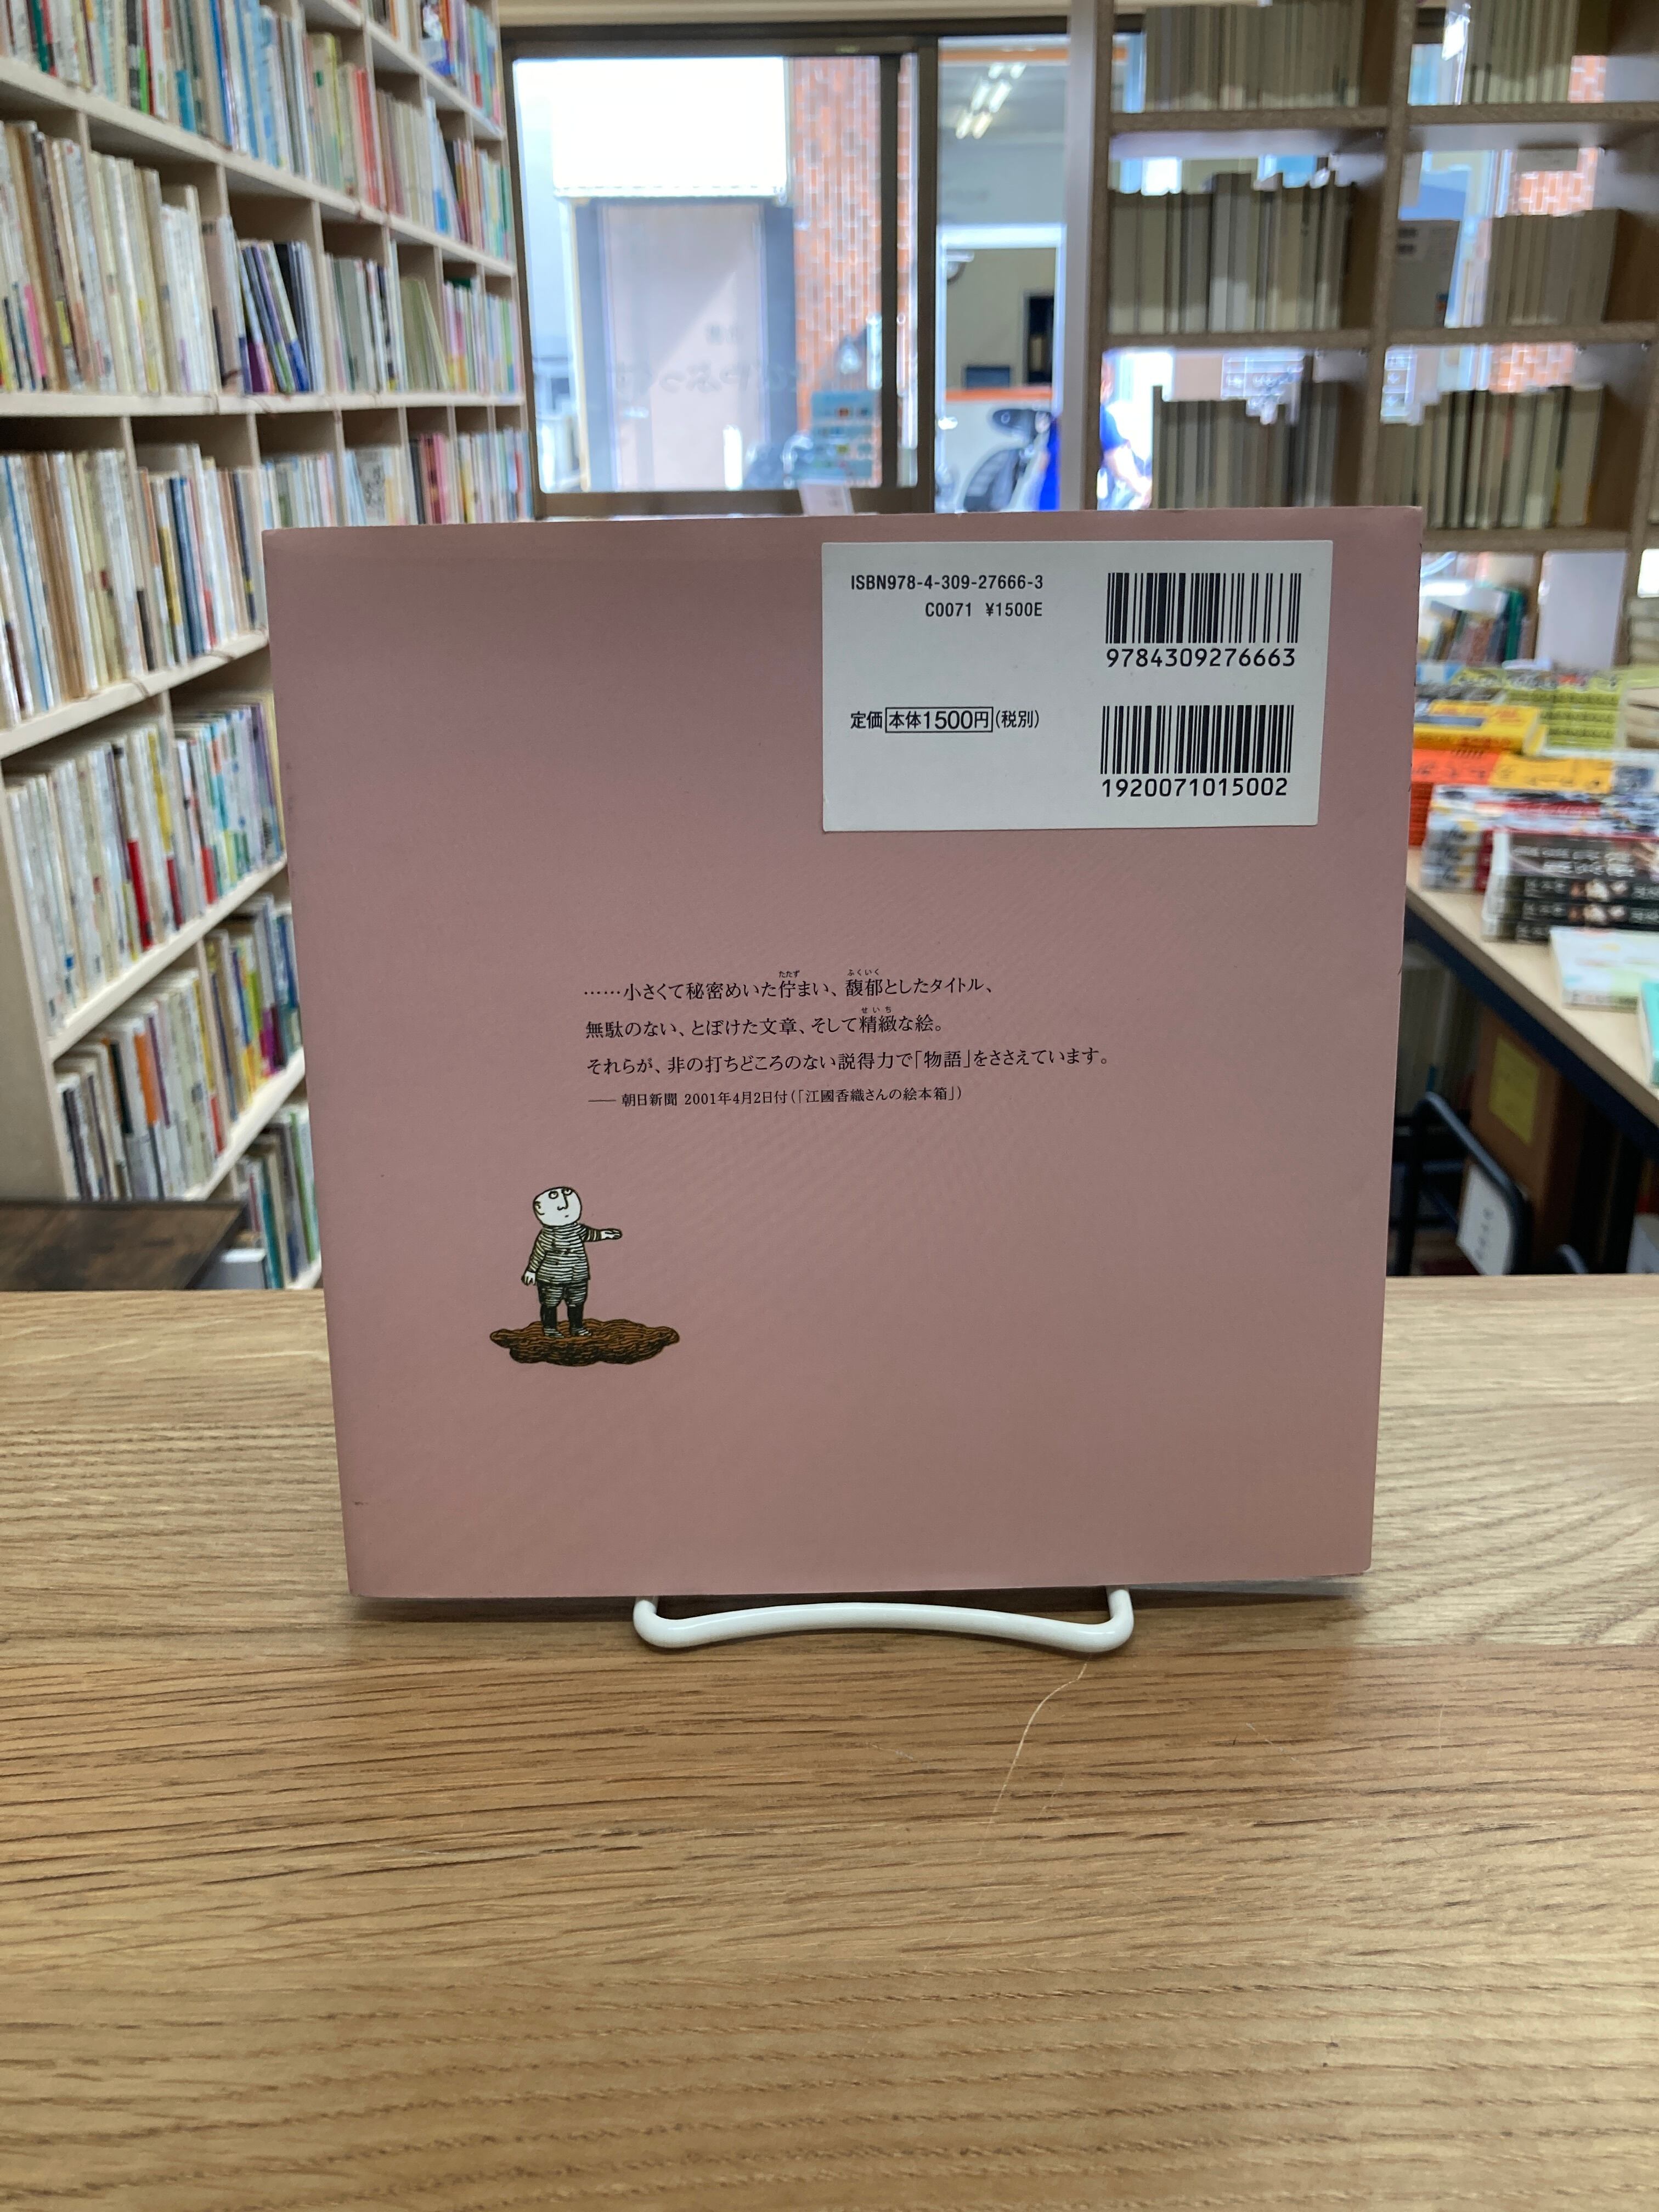 ISBN978-4-309-27666-3
C0071 ¥1500E
9784309276663
定価 本体1500円(税別)
1920071015002
……小さくて秘密めいた佇まい、馥郁としたタイトル、
無駄のない、とぼけた文章、そして精緻な絵。
それらが、非の打ちどころのない説得力で「物語」をささえています。
── 朝日新聞 2001年4月2日付(「江國香織さんの絵本箱」)